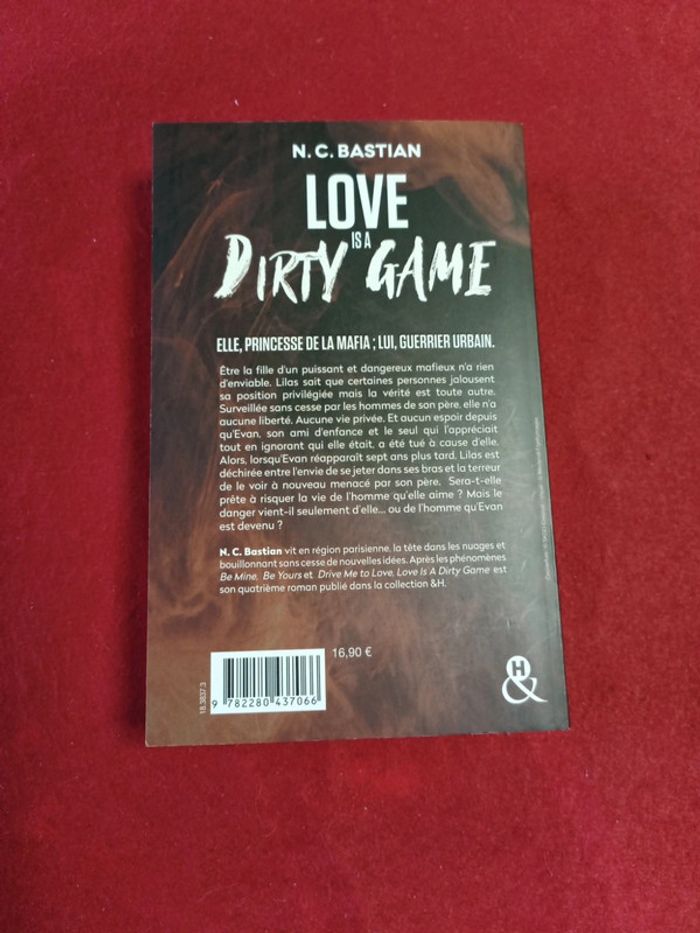 N. C. BASTIAN
LOVE
IS A
DIRTY GAME
ELLE, PRINCESSE DE LA MAFIA ; LUI, GUERRIER URBAIN.
Être la fille d'un puissant et dangereux mafieux n'a rien
d'enviable. Lilas sait que certaines personnes jalousent
sa position privilégiée mais la vérité est toute autre.
Surveillée sans cesse par les hommes de son père, elle n'a
aucune liberté. Aucune vie privée. Et aucun espoir depuis
qu'Evan, son ami d'enfance et le seul qui l'appréciait
tout en ignorant qui elle était, a été tué à cause d'elle.
Alors, lorsqu'Evan réapparaît sept ans plus tard, Lilas est
déchirée entre l'envie de se jeter dans ses bras et la terreur
de le voir à nouveau menacé par son père. Sera-t-elle
prête à risquer la vie de l'homme qu'elle aime ? Mais le
danger vient-il seulement d'elle... ou de l'homme qu'Evan
est devenu ?
N. C. Bastian vit en région parisienne, la tête dans les nuages et
bouillonnant sans cesse de nouvelles idées. Après les phénomènes
Be Mine, Be Yours et Drive Me to Love, Love Is A Dirty Game est
son quatrième roman publié dans la collection &H.
16,90 €
18.3837.3
9 782280 437066
H
&